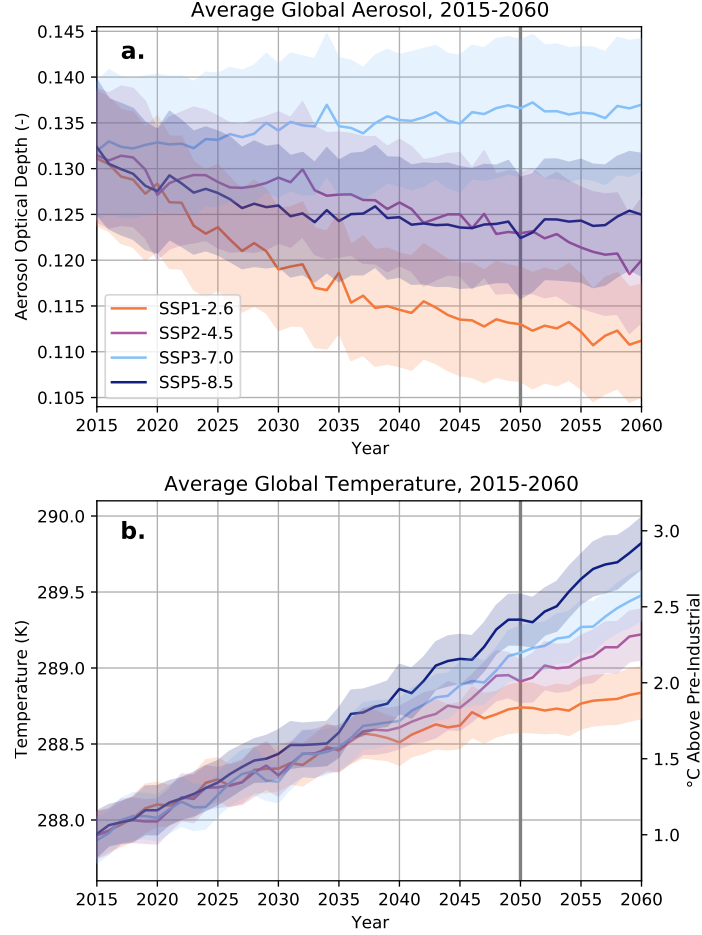 Average Global Aerosol, 2015-2060
a.
0.145
0.140
0.135
0.130
0.125
0.120
0.115
0.110
0.105
Aerosol Optical Depth (-)
SSP1-2.6
SSP2-4.5
SSP3-7.0
SSP5-8.5
2015 2020 2025 2030 2035 2040 2045 2050 2055 2060
Year
Average Global Temperature, 2015-2060
b.
290.0
289.5
289.0
288.5
288.0
Temperature (K)
3.0
2.5
2.0
1.5
1.0
°C Above Pre-Industrial
2015 2020 2025 2030 2035 2040 2045 2050 2055 2060
Year